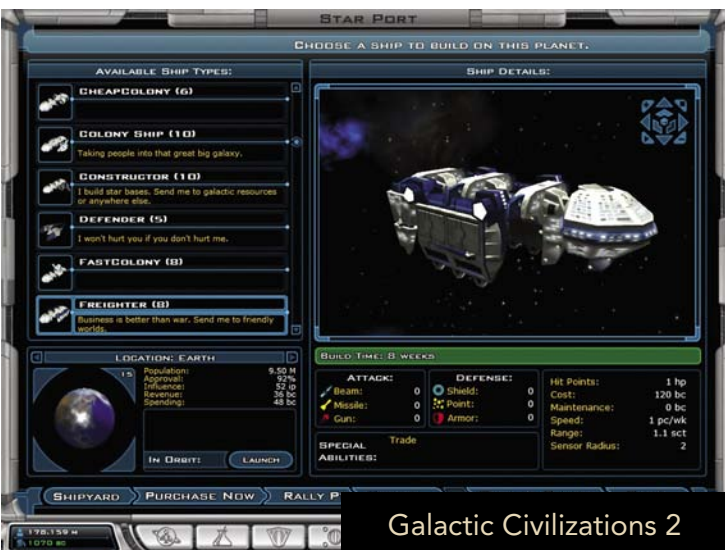 Star Port
Choose a ship to build on this planet.
Available Ship Types:
CheapColony (6)
Colony Ship (10)
Taking people into that great big galaxy.
Constructor (10)
I build star bases. Send me to galactic resources
or anywhere else.
Defender (5)
I won't hurt you if you don't hurt me.
FastColony (8)
Freighter (8)
Business is better than war. Send me to friendly
worlds.
Ship Details:
Location: Earth
15
Population: 9.50 M
Approval: 92%
Influence: 52 ip
Revenue: 36 bc
Spending: 48 bc
In Orbit:
Launch
Build Time: 8 weeks
Attack:
Beam: 0
Missile: 0
Gun: 0
Defense:
Shield: 0
Point: 0
Armor: 0
Special
Abilities:
Trade
Hit Points: 1 hp
Cost: 120 bc
Maintenance: 0 bc
Speed: 1 pc/wk
Range: 1.1 sct
Sensor Radius: 2
Shipyard
Purchase Now
Rally P
178.159 M
1070 BC
Galactic Civilizations 2